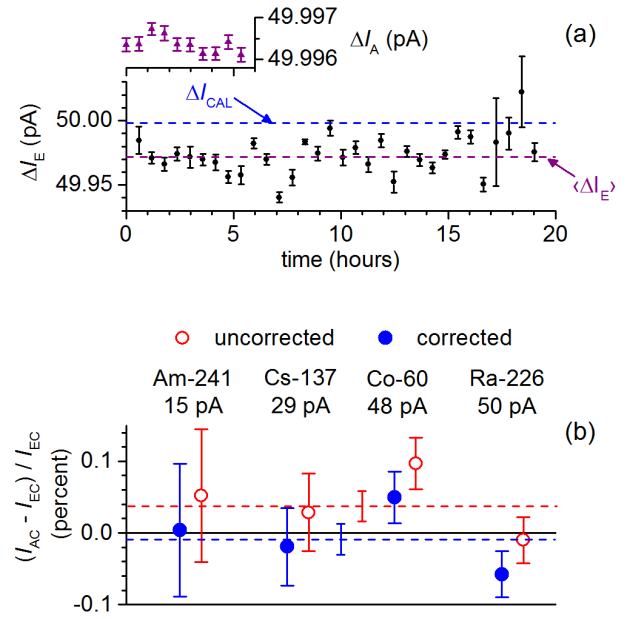 49.997
49.996
ΔI_A (pA)
(a)
ΔI_CAL
50.00
49.95
ΔI_E (pA)
⟨ΔI_E⟩
0 5 10 15 20
time (hours)
uncorrected corrected
Am-241 Cs-137 Co-60 Ra-226
15 pA 29 pA 48 pA 50 pA
(b)
0.1
0.0
-0.1
(I_AC - I_EC) / I_EC
(percent)